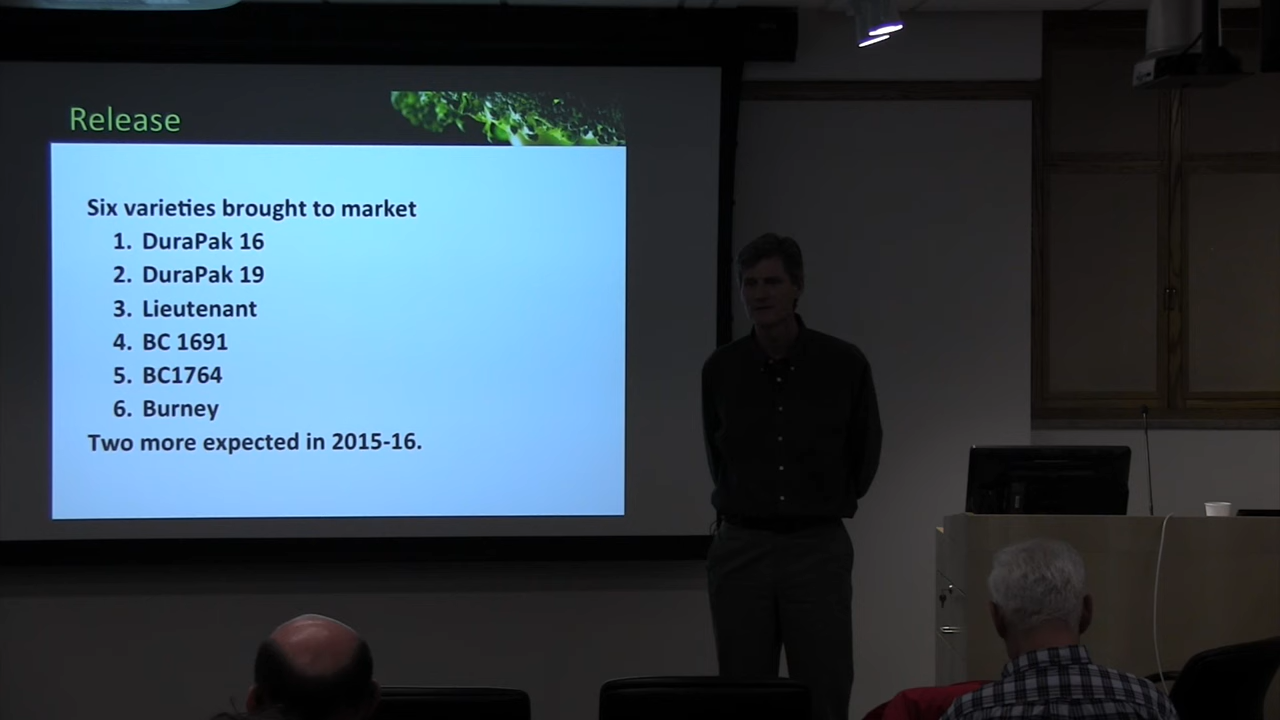 Release
Six varieties brought to market
1. DuraPak 16
2. DuraPak 19
3. Lieutenant
4. BC 1691
5. BC1764
6. Burney
Two more expected in 2015-16.